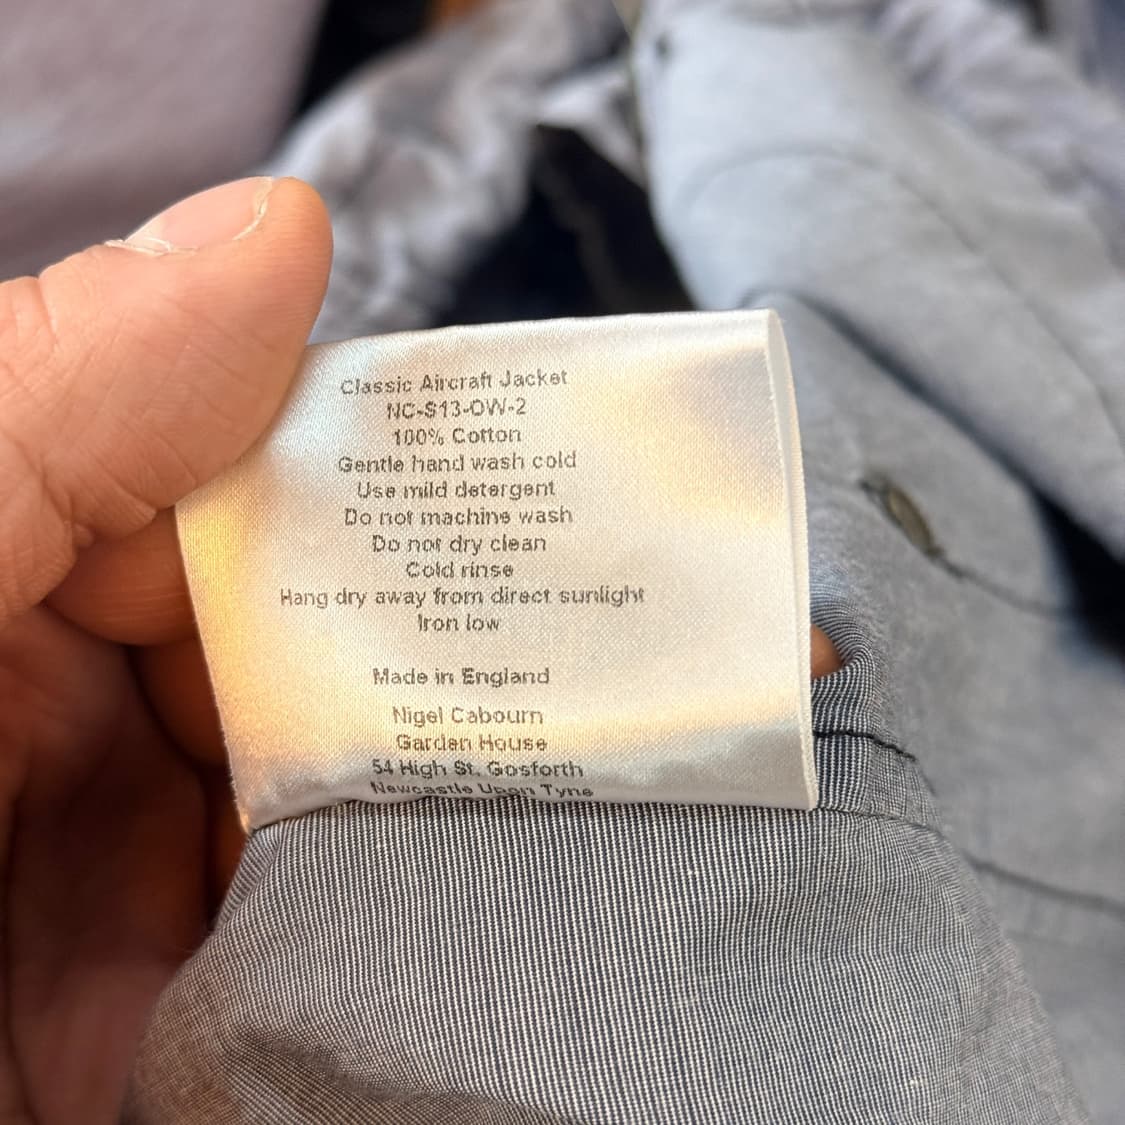 Classic Aircraft Jacket
NC-S13-OW-2
100% Cotton
Gentle hand wash cold
Use mild detergent
Do not machine wash
Do not dry clean
Cold rinse
Hang dry away from direct sunlight
Iron low
Made in England
Nigel Cabourn
Garden House
54 High St. Gosforth
Newcastle Upon Tyne